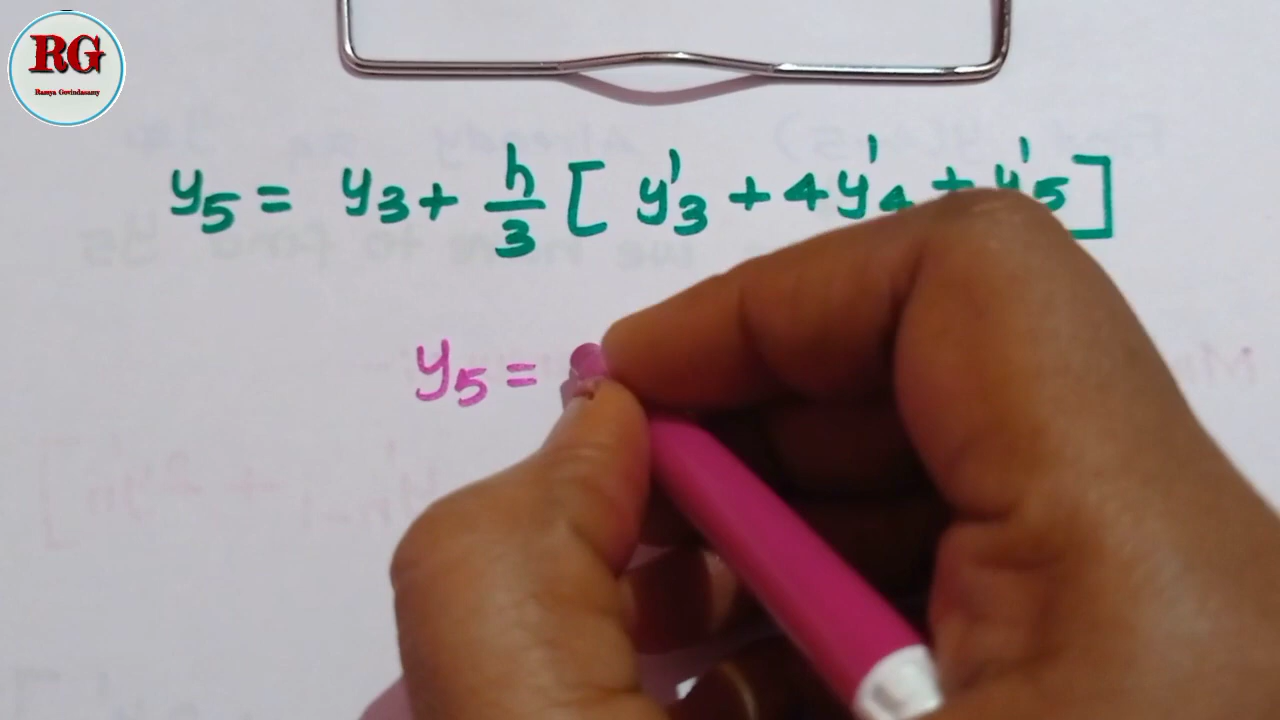 RG
Ramya Govindasamy
y₅ = y₃ + h/3 [ y'₃ + 4y'₄ + y'₅ ]
y₅ =